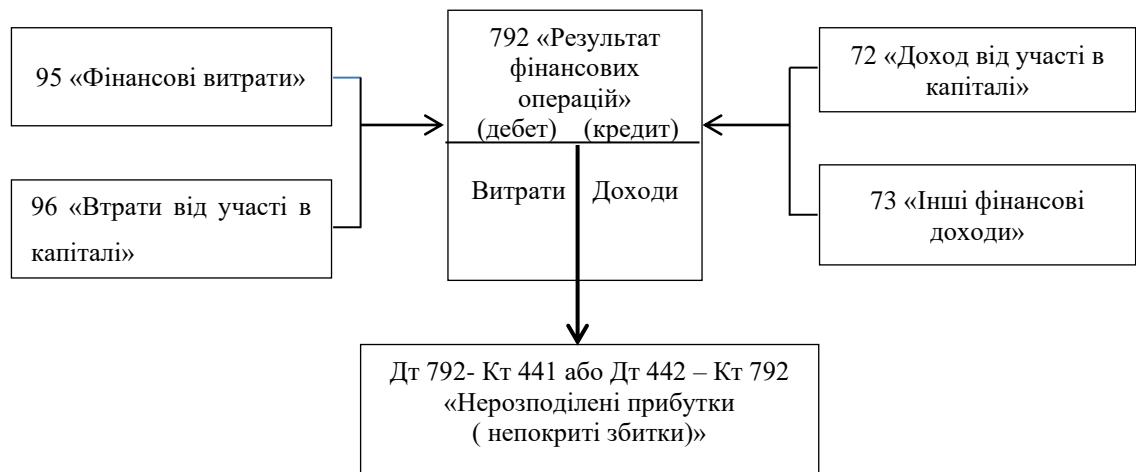 95 «Фінансові витрати»
96 «Втрати від участі в
капіталі»
792 «Результат
фінансових
операцій»
(дебет) (кредит)
Витрати Доходи
72 «Доход від участі в
капіталі»
73 «Інші фінансові
доходи»
Дт 792- Кт 441 або Дт 442 – Кт 792
«Нерозподілені прибутки
( непокриті збитки)»